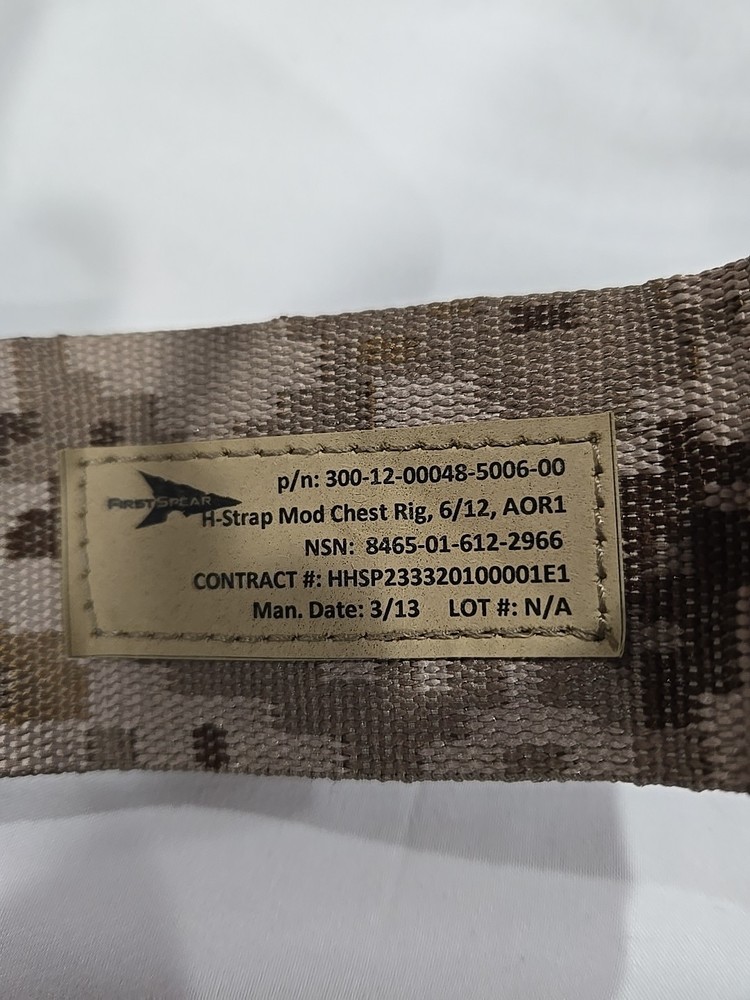 p/n: 300-12-00048-5006-00
FIRSTSPEAR
H-Strap Mod Chest Rig, 6/12, AOR1
NSN: 8465-01-612-2966
CONTRACT #: HHSP233320100001E1
Man. Date: 3/13 LOT #: N/A